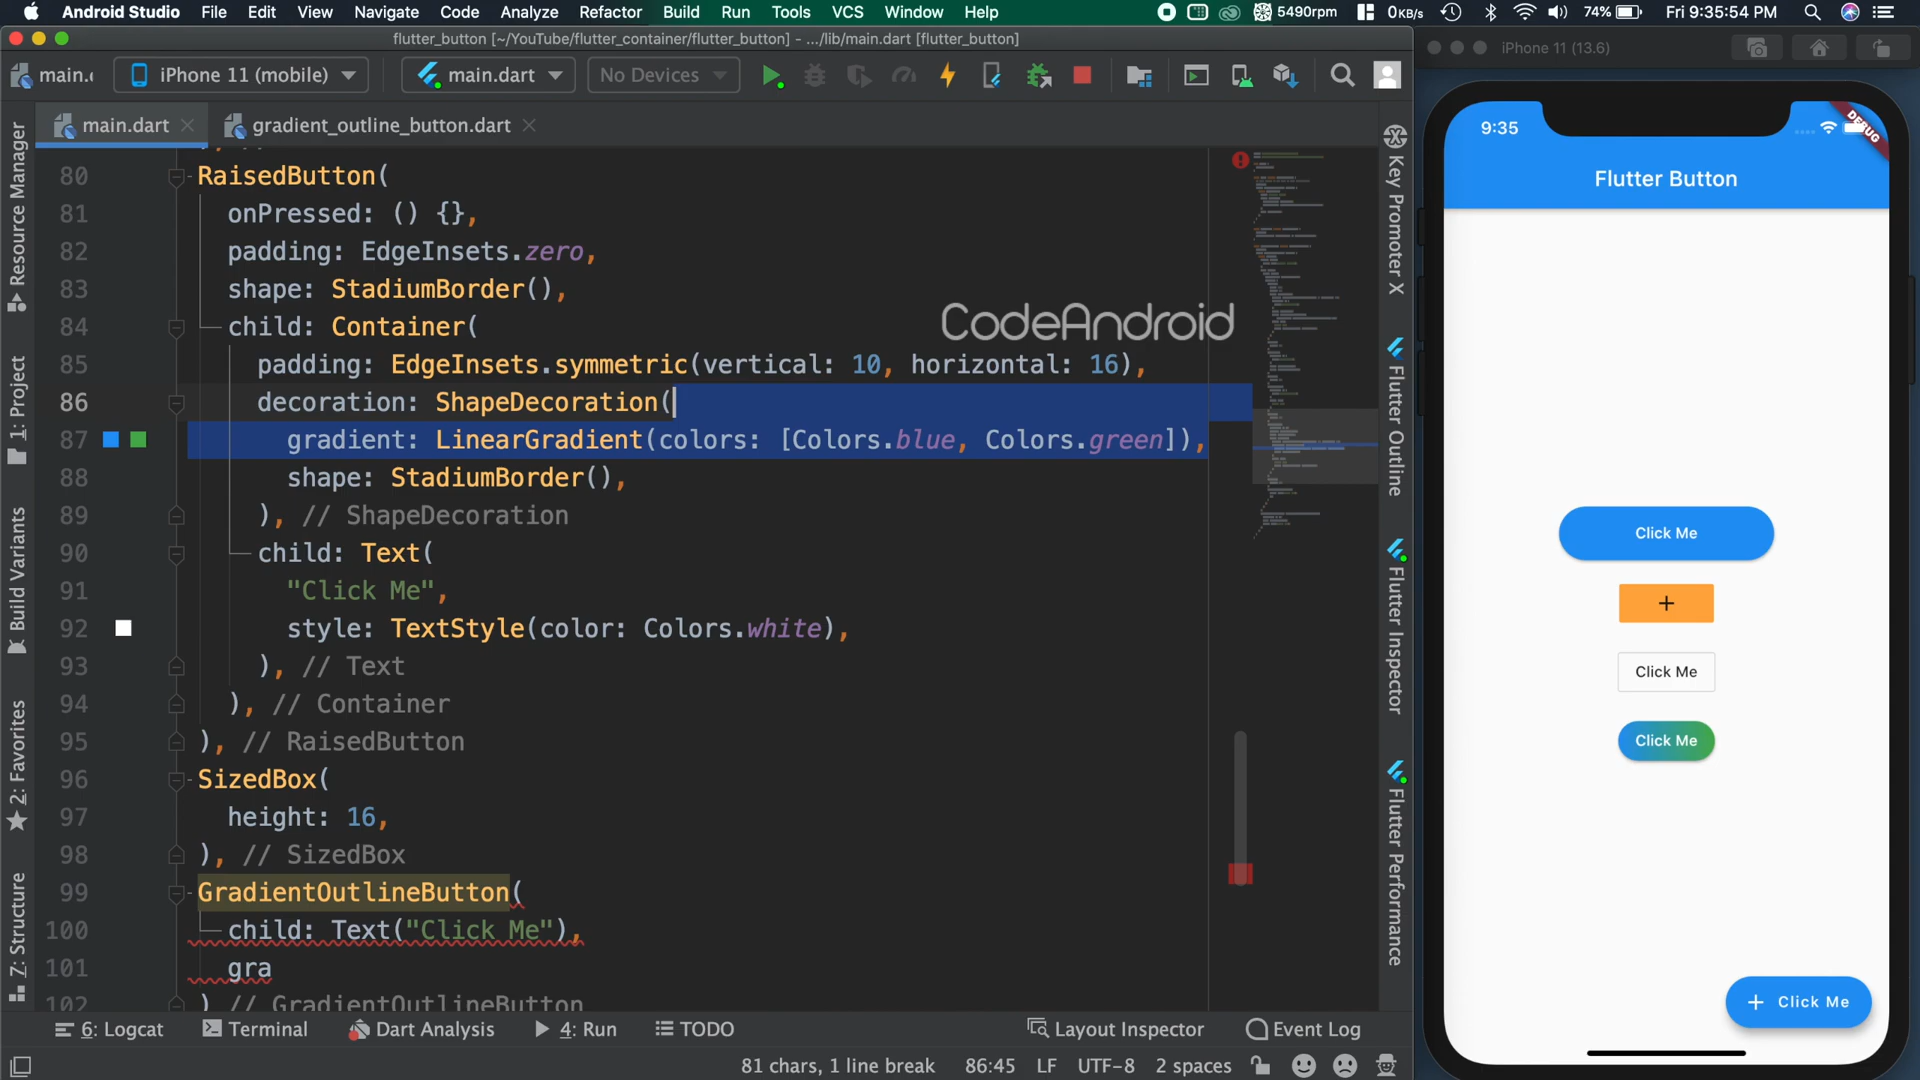 Android Studio File Edit View Navigate Code Analyze Refactor Build Run Tools VCS Window Help 5490rpm 0KB/s 74% Fri 9:35:54 PM
flutter_button [~/YouTube/flutter_container/flutter_button] - .../lib/main.dart [flutter_button]
iPhone 11 (13.6)
main.c iPhone 11 (mobile) main.dart No Devices
main.dart gradient_outline_button.dart
80 RaisedButton(
81 onPressed: () {},
82 padding: EdgeInsets.zero,
83 shape: StadiumBorder(),
84 child: Container(
85 padding: EdgeInsets.symmetric(vertical: 10, horizontal: 16),
86 decoration: ShapeDecoration(
87 gradient: LinearGradient(colors: [Colors.blue, Colors.green]),
88 shape: StadiumBorder(),
89 ), // ShapeDecoration
90 child: Text(
91 "Click Me",
92 style: TextStyle(color: Colors.white),
93 ), // Text
94 ), // Container
95 ), // RaisedButton
96 SizedBox(
97 height: 16,
98 ), // SizedBox
99 GradientOutlineButton(
100 child: Text("Click Me"),
101 gra
102 ) // GradientOutlineButton
CodeAndroid
Resource Manager
1: Project
Build Variants
2: Favorites
7: Structure
Key Promoter X
Flutter Outline
Flutter Inspector
Flutter Performance
6: Logcat Terminal Dart Analysis 4: Run TODO Layout Inspector Event Log
81 chars, 1 line break 86:45 LF UTF-8 2 spaces
9:35
DEBUG
Flutter Button
Click Me
+
Click Me
Click Me
+ Click Me